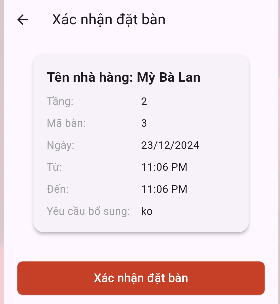 Xác nhận đặt bàn
Tên nhà hàng: Mỳ Bà Lan
Tầng: 2
Mã bàn: 3
Ngày: 23/12/2024
Từ: 11:06 PM
Đến: 11:06 PM
Yêu cầu bổ sung: ko
Xác nhận đặt bàn